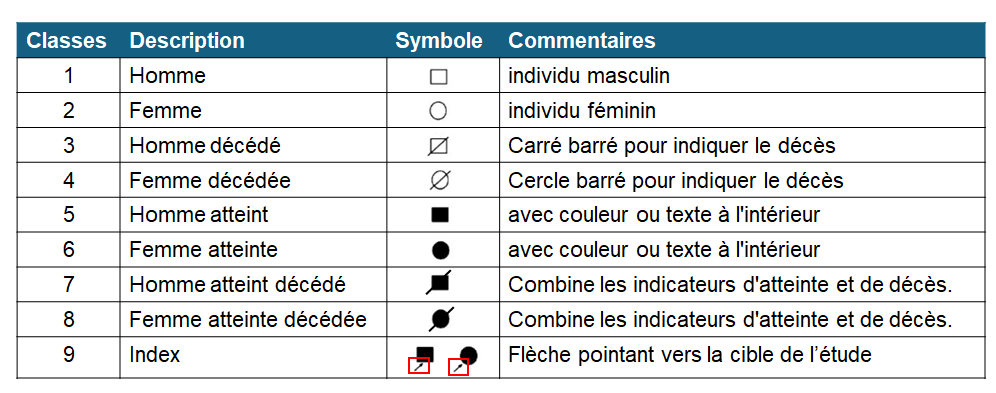 Classes Description Symbole Commentaires
1 Homme individu masculin
2 Femme individu féminin
3 Homme décédé Carré barré pour indiquer le décès
4 Femme décédée Cercle barré pour indiquer le décès
5 Homme atteint avec couleur ou texte à l'intérieur
6 Femme atteinte avec couleur ou texte à l'intérieur
7 Homme atteint décédé Combine les indicateurs d'atteinte et de décès.
8 Femme atteinte décédée Combine les indicateurs d'atteinte et de décès.
9 Index Flèche pointant vers la cible de l’étude